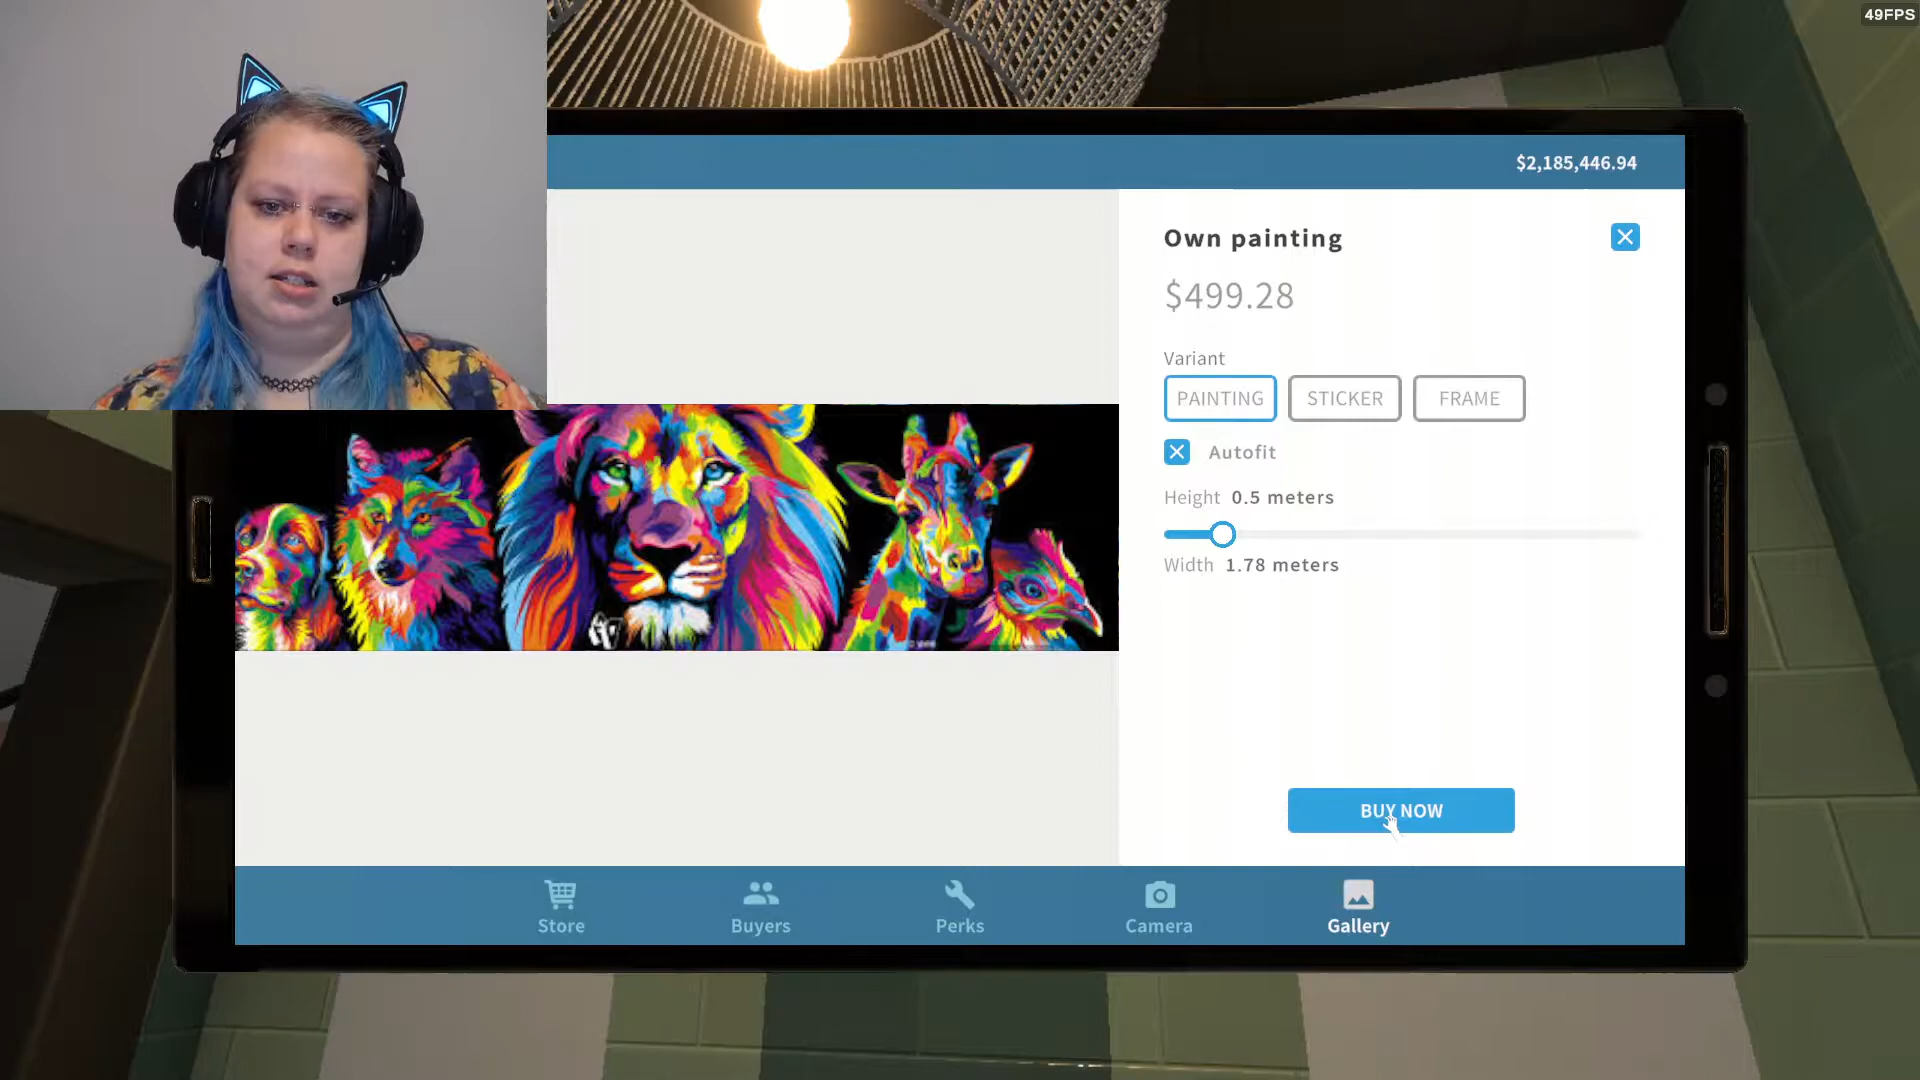 49FPS
$2,185,446.94
Own painting
$499.28
Variant
PAINTING STICKER FRAME
Autofit
Height 0.5 meters
Width 1.78 meters
BUY NOW
Store Buyers Perks Camera Gallery